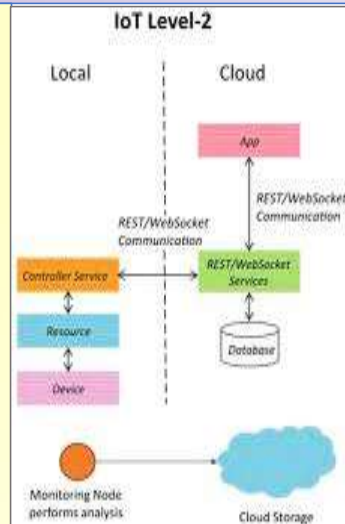 IoT Level-2
Local
Cloud
App
REST/WebSocket
Communication
REST/WebSocket
Communication
Controller Service
REST/WebSocket
Services
Resource
Database
Device
Monitoring Node
performs analysis
Cloud Storage